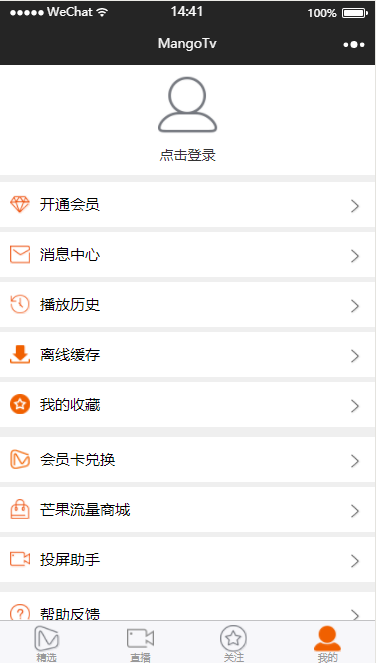 ●●●●● WeChat 14:41 100%
MangoTv
点击登录
开通会员
消息中心
播放历史
离线缓存
我的收藏
会员卡兑换
芒果流量商城
投屏助手
帮助反馈
精选 直播 关注 我的